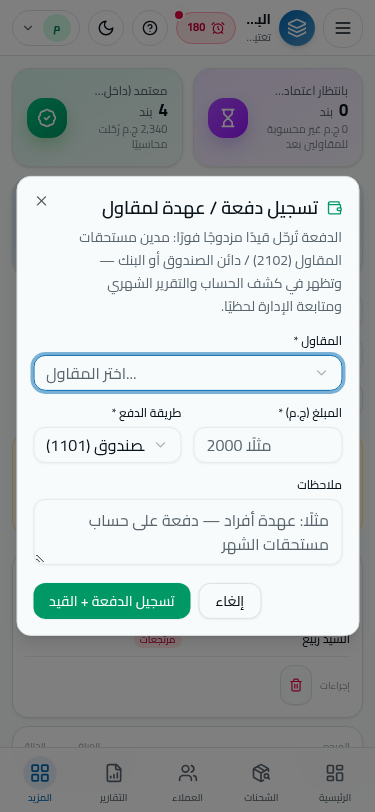 الب...
تعتي...
180
م
بانتظار اعتماد...
0 بند
0 ج.م غير محسوبة
للمقاولين بعد
معتمد (داخل...
4 بند
2,340 ج.م رُحّلت
محاسبيًا
تسجيل دفعة / عهدة لمقاول
الدفعة تُرحّل قيدًا مزدوجًا فورًا: مدين مستحقات
المقاول (2102) / دائن الصندوق أو البنك —
وتظهر في كشف الحساب والتقرير الشهري
ومتابعة الإدارة لحظيًا.
المقاول *
اختر المقاول...
المبلغ (ج.م) *
طريقة الدفع *
مثلًا 2000
صندوق (1101)
ملاحظات
مثلًا: عهدة أفراد — دفعة على حساب
مستحقات الشهر
إلغاء
تسجيل الدفعة + القيد
السيد ربيع
مرتجعات
إجراءات
الرئيسية
الشحنات
العملاء
التقارير
المزيد